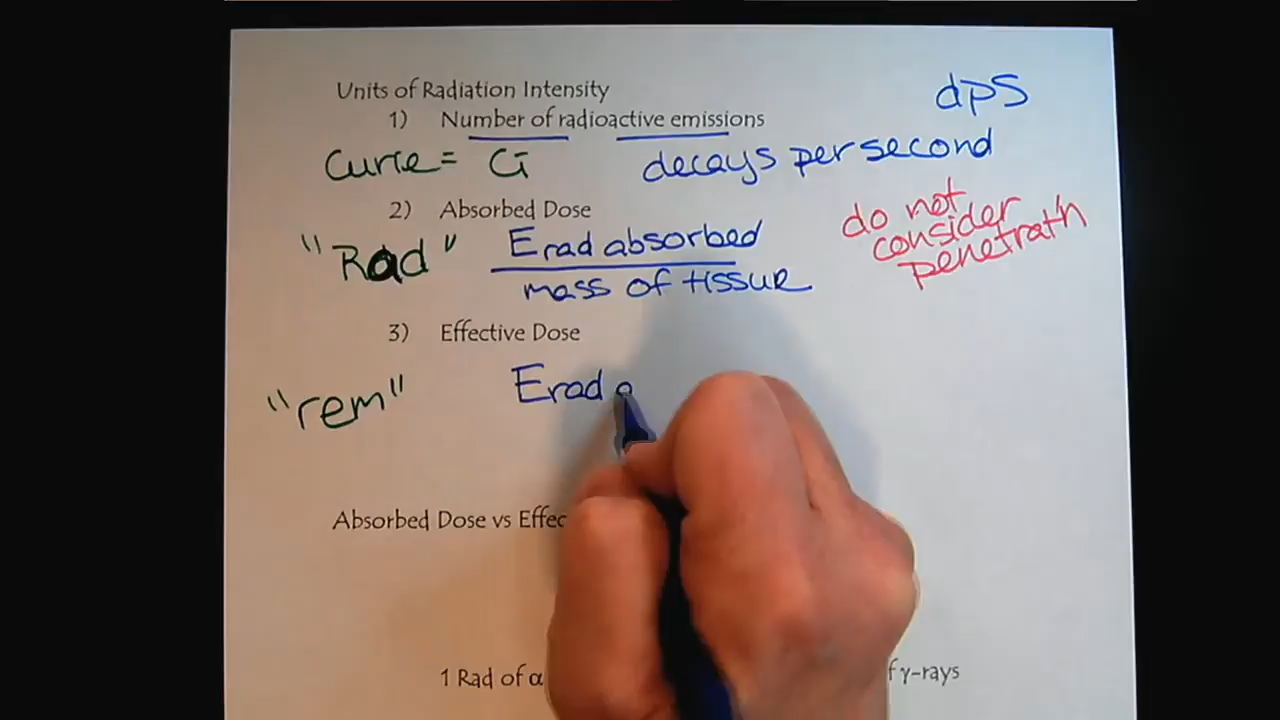 Units of Radiation Intensity
dps
1) Number of radioactive emissions
Curie = Ci
decays per second
2) Absorbed Dose
do not
consider
penetrat'n
"Rad"
Erad absorbed
mass of tissue
3) Effective Dose
"rem"
Erad a
Absorbed Dose vs Effec
1 Rad of α
f γ-rays